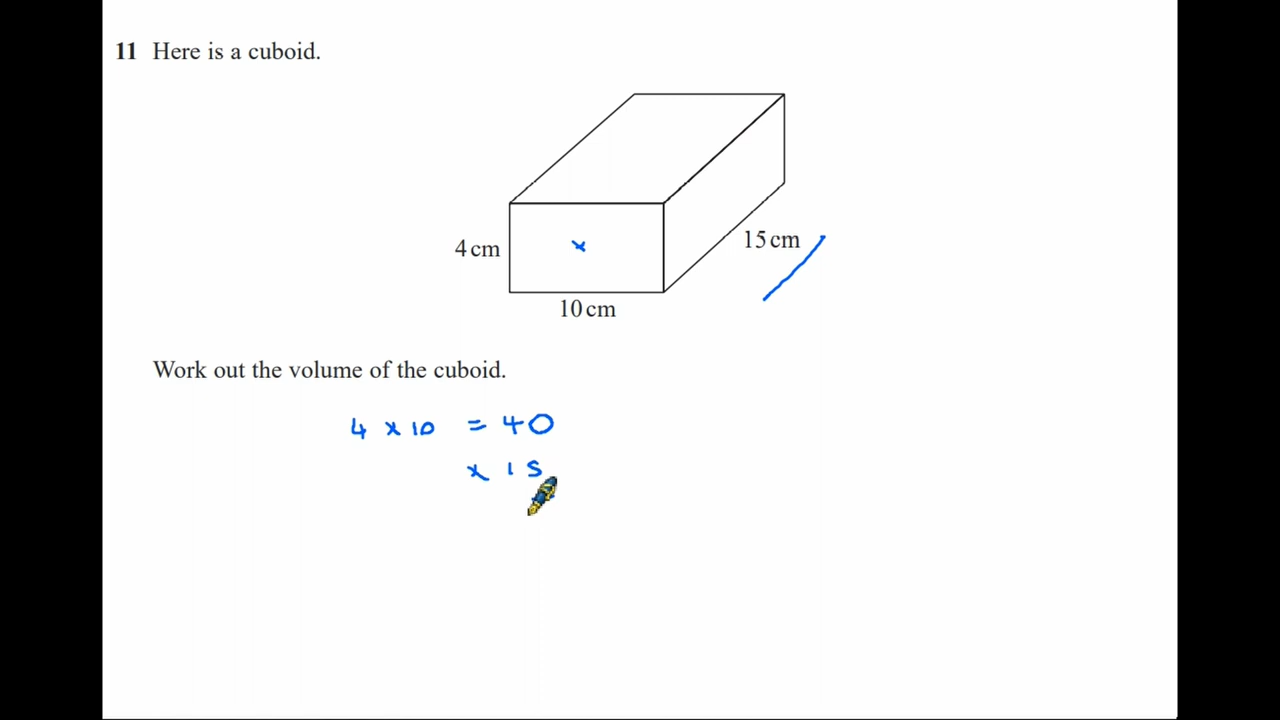 11 Here is a cuboid.
4 cm
15 cm
10 cm
Work out the volume of the cuboid.
4 × 10 = 40
× 15